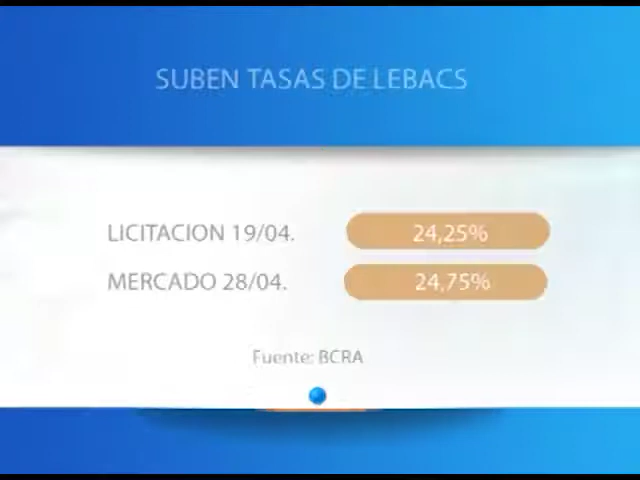 SUBEN TASAS DE LEBACS
LICITACION 19/04. 24,25%
MERCADO 28/04. 24,75%
Fuente: BCRA